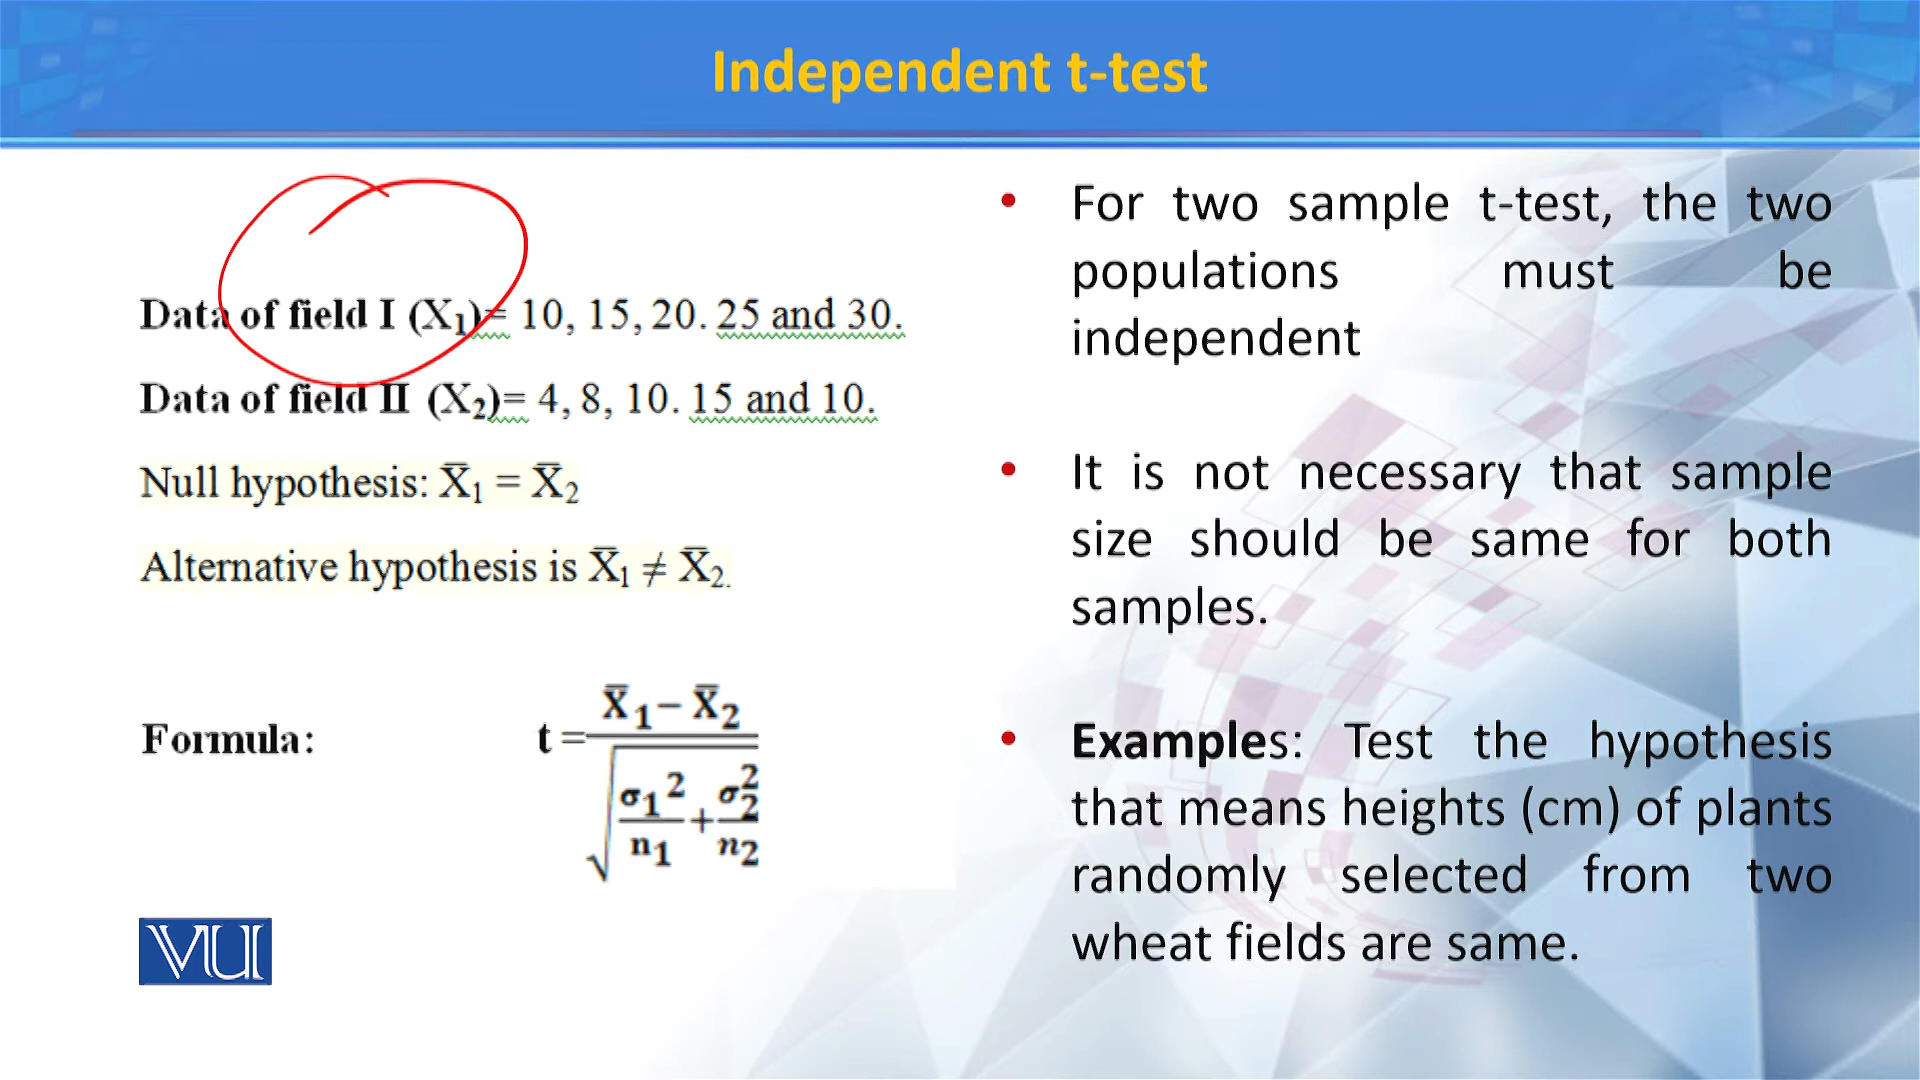 Independent t-test
Data of field I (X₁)= 10, 15, 20. 25 and 30.
Data of field II (X₂)= 4, 8, 10. 15 and 10.
Null hypothesis: X̅₁ = X̅₂
Alternative hypothesis is X̅₁ ≠ X̅₂.
Formula:
t = (X̅₁ − X̅₂) / √(σ₁²/n₁ + σ₂²/n₂)
VU
• For two sample t-test, the two
populations must be
independent
• It is not necessary that sample
size should be same for both
samples.
• Examples: Test the hypothesis
that means heights (cm) of plants
randomly selected from two
wheat fields are same.